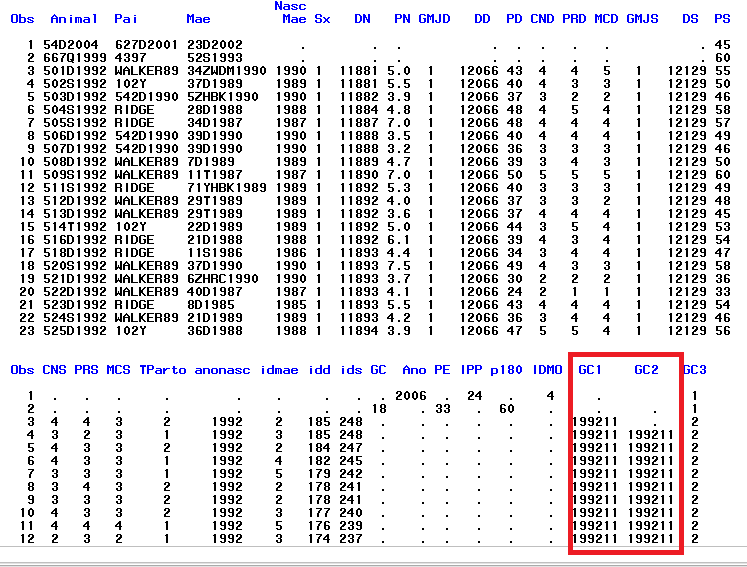 Nasc
Obs Animal Pai Mae Mae Sx DN PN GMJD DD PD CND PRD MCD GMJS DS PS
1 54D2004 627D2001 23D2002 . . . . . . . . . . . 45
2 667Q1999 4397 52S1993 . . . . . . . . . . . 60
3 501D1992 WALKER89 34ZWDM1990 1990 1 11881 5.0 1 12066 43 4 4 5 1 12129 55
4 502S1992 102Y 37D1989 1989 1 11881 5.4 1 12066 40 4 3 3 1 12129 50
5 503D1992 542D1990 5ZHBK1990 1990 1 11882 3.9 1 12066 37 3 2 2 1 12129 46
6 504S1992 RIDGE 28D1988 1988 1 11884 4.8 1 12066 48 4 5 4 1 12129 58
7 505S1992 RIDGE 34D1987 1987 1 11887 7.0 1 12066 48 4 4 4 1 12129 57
8 506D1992 542D1990 39D1990 1990 1 11888 3.5 1 12066 40 4 4 4 1 12129 49
9 507D1992 542D1990 39D1990 1990 1 11888 3.2 1 12066 36 3 3 3 1 12129 46
10 508D1992 WALKER89 7D1989 1989 1 11889 4.7 1 12066 39 3 4 3 1 12129 50
11 509S1992 WALKER89 11T1987 1987 1 11890 7.0 1 12066 50 5 5 5 1 12129 60
12 511S1992 RIDGE 71YHBK1989 1989 1 11892 5.3 1 12066 40 3 3 3 1 12129 49
13 512D1992 WALKER89 29T1989 1989 1 11892 4.0 1 12066 37 3 3 2 1 12129 48
14 513D1992 WALKER89 29T1989 1989 1 11892 3.6 1 12066 37 4 4 4 1 12129 45
15 514T1992 102Y 22D1989 1989 1 11892 5.0 1 12066 44 3 5 4 1 12129 53
16 516D1992 RIDGE 21D1988 1988 1 11892 6.1 1 12066 39 4 3 4 1 12129 54
17 518D1992 RIDGE 11S1986 1986 1 11893 4.4 1 12066 34 3 4 3 1 12129 47
18 520S1992 WALKER89 37D1990 1990 1 11893 7.5 1 12066 49 4 3 3 1 12129 58
19 521D1992 WALKER89 6ZHRC1990 1990 1 11893 3.7 1 12066 30 2 2 2 1 12129 36
20 522D1992 WALKER89 40D1987 1987 1 11893 4.1 1 12066 24 2 1 1 1 12129 33
21 523D1992 RIDGE 8D1985 1985 1 11893 5.5 1 12066 43 4 4 4 1 12129 54
22 524S1992 WALKER89 21D1989 1989 1 11893 4.4 1 12066 36 3 4 3 1 12129 46
23 525D1992 102Y 36D1988 1988 1 11894 3.9 1 12066 47 5 5 4 1 12129 56
Obs CNS PRS MCS TParto anonasc idmae idd ids GC Ano PE IPP p180 IDMO GC1 GC2 GC3
1 . . . . . . . . . 2006 . 24 . 4 . . 1
2 . . . . . . . . 18 . 33 . 60 . . . 1
3 4 4 3 2 1992 2 185 248 . . . . . . 199211 . 2
4 3 2 3 1 1992 3 185 248 . . . . . . 199211 199211 2
5 4 3 3 2 1992 2 184 247 . . . . . . 199211 199211 2
6 4 3 3 1 1992 4 182 245 . . . . . . 199211 199211 2
7 3 3 3 1 1992 5 179 242 . . . . . . 199211 199211 2
8 3 4 3 2 1992 2 178 241 . . . . . . 199211 199211 2
9 3 3 3 2 1992 2 178 241 . . . . . . 199211 199211 2
10 4 3 3 2 1992 3 177 240 . . . . . . 199211 199211 2
11 4 4 4 1 1992 5 176 239 . . . . . . 199211 199211 2
12 2 3 2 1 1992 3 174 237 . . . . . . 199211 199211 2